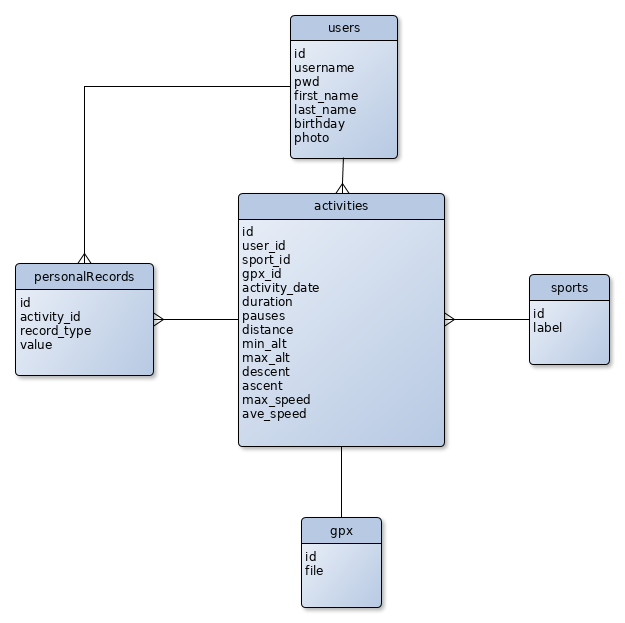 users
id
username
pwd
first_name
last_name
birthday
photo
activities
id
user_id
sport_id
gpx_id
activity_date
duration
pauses
distance
min_alt
max_alt
descent
ascent
max_speed
ave_speed
personalRecords
id
activity_id
record_type
value
sports
id
label
gpx
id
file